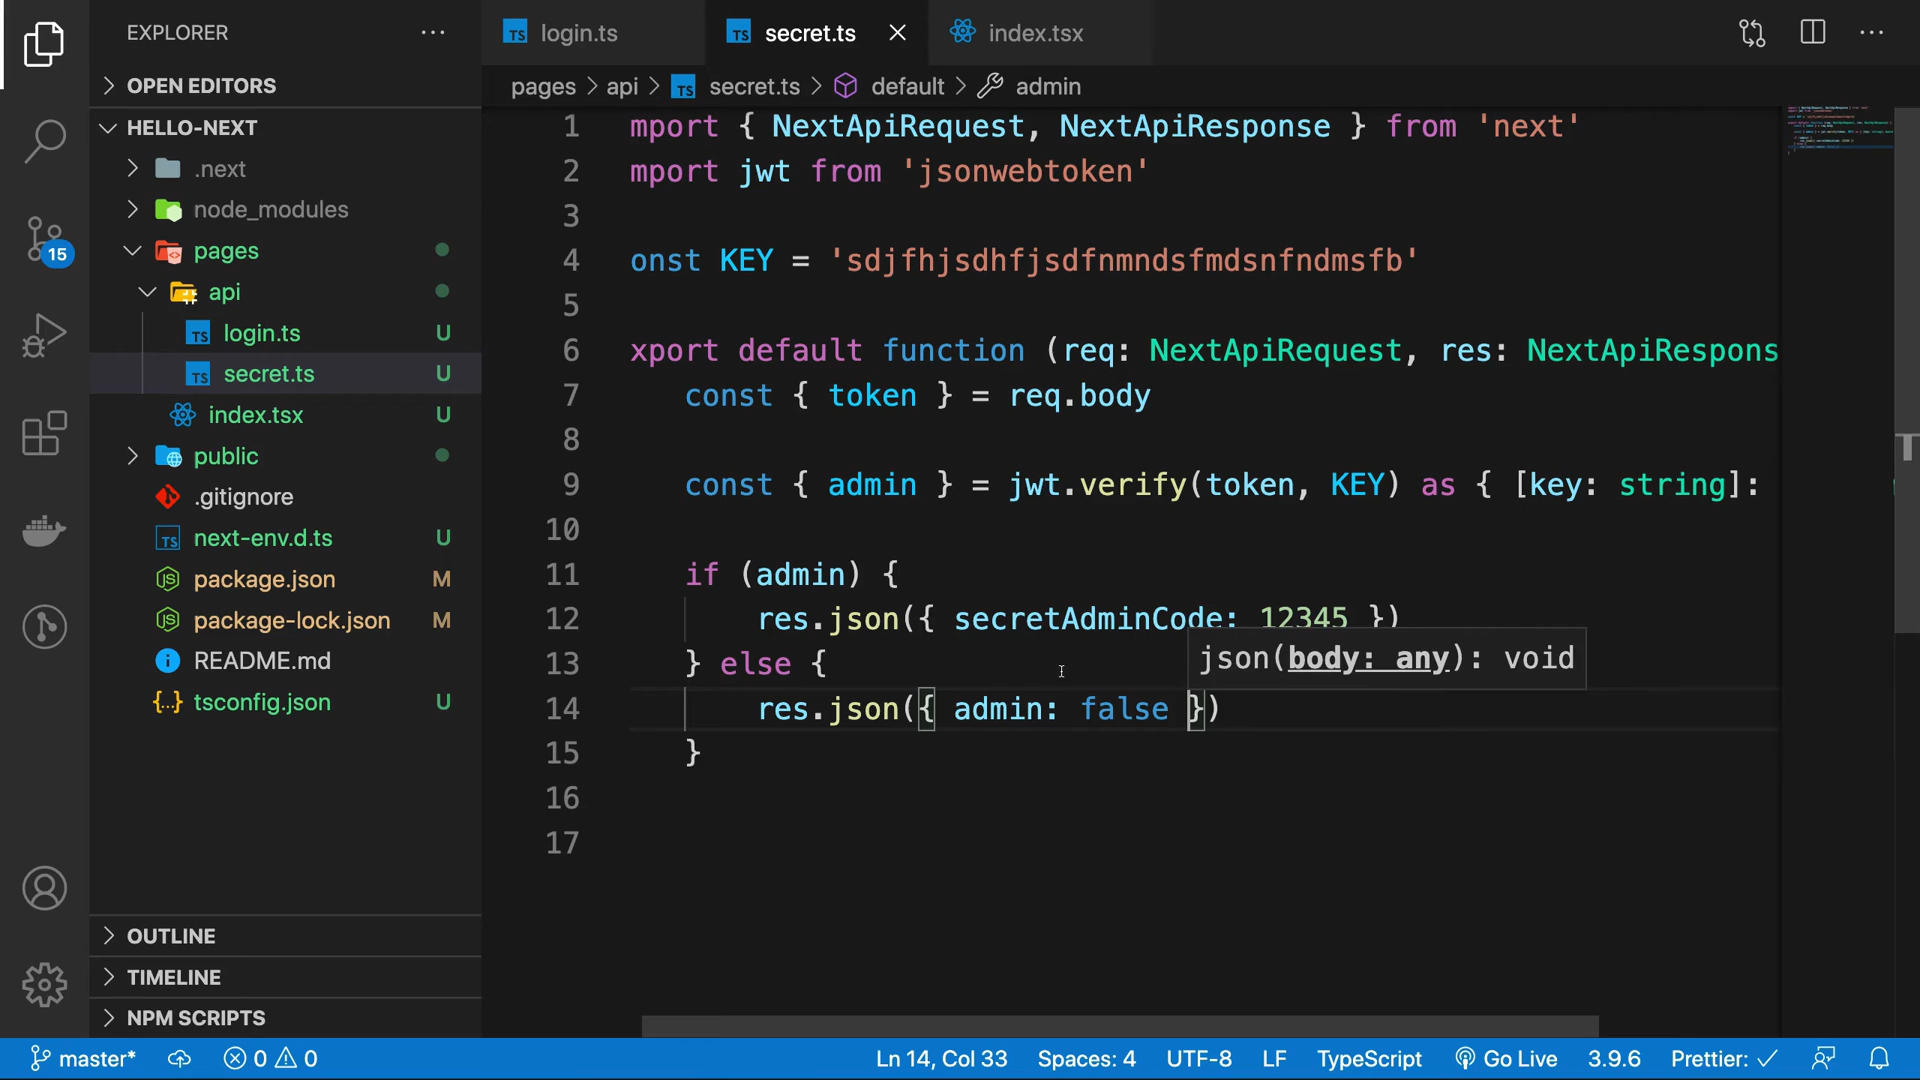 EXPLORER
OPEN EDITORS
HELLO-NEXT
.next
node_modules
pages
api
login.ts U
secret.ts U
index.tsx U
public
.gitignore
next-env.d.ts U
package.json M
package-lock.json M
README.md
tsconfig.json U
OUTLINE
TIMELINE
NPM SCRIPTS
15
login.ts secret.ts index.tsx
pages > api > TS secret.ts > default > admin
1 mport { NextApiRequest, NextApiResponse } from 'next'
2 mport jwt from 'jsonwebtoken'
3
4 onst KEY = 'sdjfhjsdhfjsdfnmndsfmdsnfndmsfb'
5
6 xport default function (req: NextApiRequest, res: NextApiRespons
7 const { token } = req.body
8
9 const { admin } = jwt.verify(token, KEY) as { [key: string]:
10
11 if (admin) {
12 res.json({ secretAdminCode: 12345 })
13 } else {
json(body: any): void
14 res.json({ admin: false })
15 }
16
17
master* 0 0 Ln 14, Col 33 Spaces: 4 UTF-8 LF TypeScript Go Live 3.9.6 Prettier: ✓